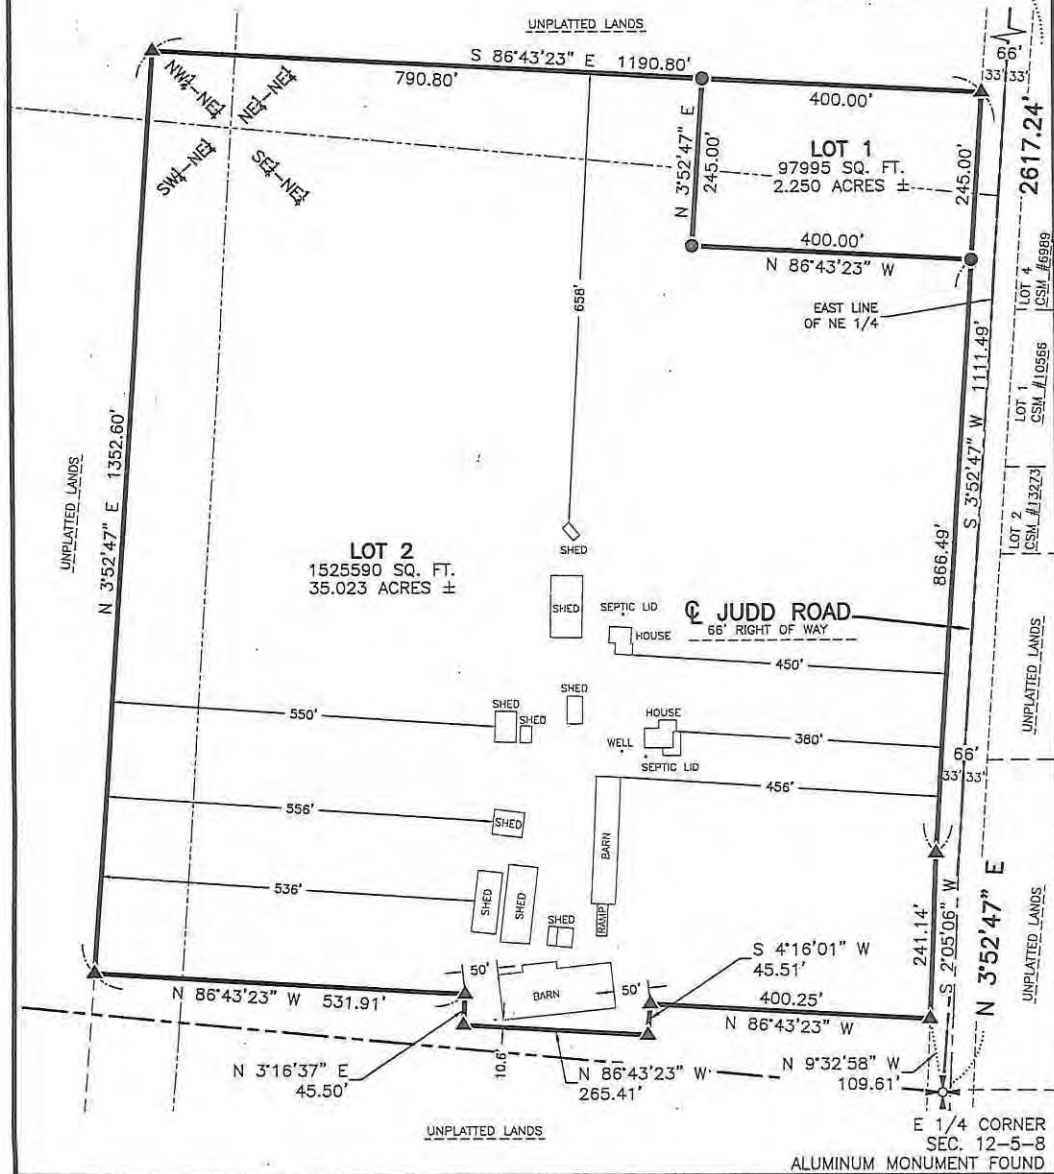 UNPLATTED LANDS
S 86°43'23" E 1190.80'
790.80'
400.00'
66'
33' 33'
2617.24'
NW¼–NE¼
NE¼–NE¼
SW¼–NE¼
SE¼–NE¼
N 3°52'47" E
245.00'
LOT 1
97995 SQ. FT.
2.250 ACRES ±
245.00'
400.00'
N 86°43'23" W
EAST LINE
OF NE 1/4
LOT 4
CSM #6989
LOT 1
CSM #10566
LOT 2
CSM #13273
S 3°52'47" W 1111.49'
866.49'
658'
UNPLATTED LANDS
N 3°52'47" E 1352.60'
LOT 2
1525590 SQ. FT.
35.023 ACRES ±
SHED
SHED
SEPTIC LID
HOUSE
℄ JUDD ROAD
66' RIGHT OF WAY
450'
UNPLATTED LANDS
550'
SHED
SHED
SHED
HOUSE
WELL
SEPTIC LID
380'
66'
33' 33'
456'
556'
SHED
BARN
RAMP
536'
SHED
SHED
SHED
S 4°16'01" W
45.51'
241.14'
S 2°05'06" W
N 3°52'47" E
UNPLATTED LANDS
N 86°43'23" W 531.91'
50'
BARN
50'
400.25'
N 86°43'23" W
N 3°16'37" E
45.50'
10.6'
N 86°43'23" W
265.41'
N 9°32'58" W
109.61'
UNPLATTED LANDS
E 1/4 CORNER
SEC. 12–5–8
ALUMINUM MONUMENT FOUND